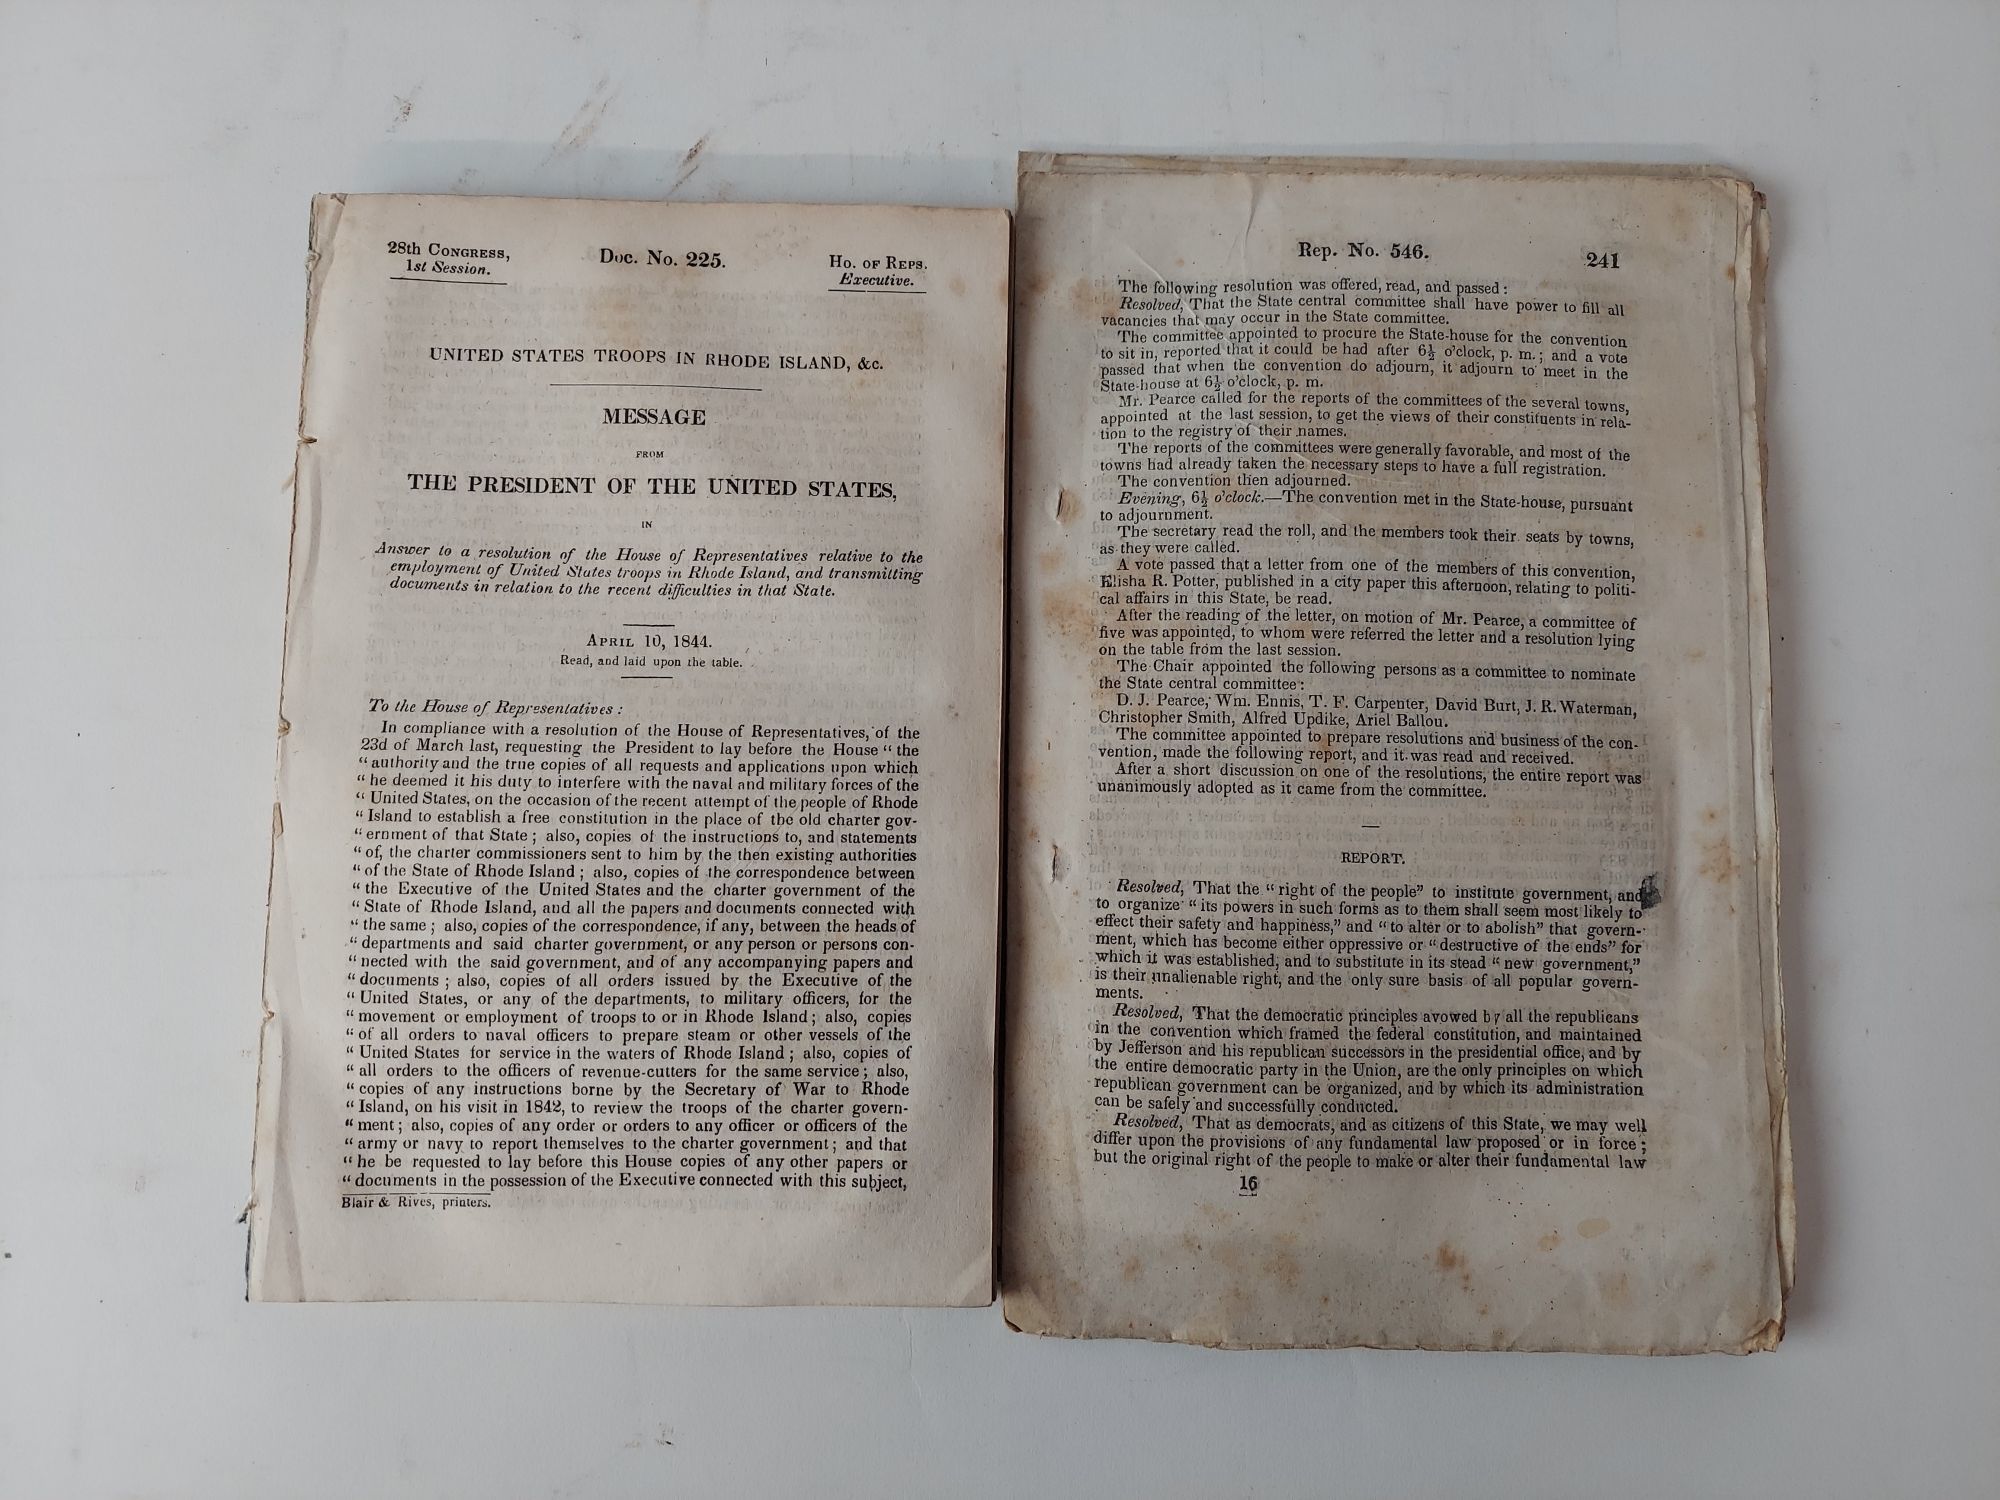 28th Congress,
1st Session.
Doc. No. 225.
Ho. of Reps.
Executive.
UNITED STATES TROOPS IN RHODE ISLAND, &c.
MESSAGE
FROM
THE PRESIDENT OF THE UNITED STATES,
IN
Answer to a resolution of the House of Representatives relative to the
employment of United States troops in Rhode Island, and transmitting
documents in relation to the recent difficulties in that State.
April 10, 1844.
Read, and laid upon the table.
To the House of Representatives :
In compliance with a resolution of the House of Representatives, of the
23d of March last, requesting the President to lay before the House “ the
“ authority and the true copies of all requests and applications upon which
“ he deemed it his duty to interfere with the naval and military forces of the
“ United States, on the occasion of the recent attempt of the people of Rhode
“ Island to establish a free constitution in the place of the old charter gov-
“ ernment of that State ; also, copies of the instructions to, and statements
“ of, the charter commissioners sent to him by the then existing authorities
“ of the State of Rhode Island ; also, copies of the correspondence between
“ the Executive of the United States and the charter government of the
“ State of Rhode Island, and all the papers and documents connected with
“ the same ; also, copies of the correspondence, if any, between the heads of
“ departments and said charter government, or any person or persons con-
“ nected with the said government, and of any accompanying papers and
“ documents ; also, copies of all orders issued by the Executive of the
“ United States, or any of the departments, to military officers, for the
“ movement or employment of troops to or in Rhode Island ; also, copies
“ of all orders to naval officers to prepare steam or other vessels of the
“ United States for service in the waters of Rhode Island ; also, copies of
“ all orders to the officers of revenue-cutters for the same service ; also,
“ copies of any instructions borne by the Secretary of War to Rhode
“ Island, on his visit in 1842, to review the troops of the charter govern-
“ ment ; also, copies of any order or orders to any officer or officers of the
“ army or navy to report themselves to the charter government ; and that
“ he be requested to lay before this House copies of any other papers or
“ documents in the possession of the Executive connected with this subject,
Blair & Rives, printers.
Rep. No. 546.
241
The following resolution was offered, read, and passed :
Resolved, That the State central committee shall have power to fill all
vacancies that may occur in the State committee.
The committee appointed to procure the State-house for the convention
to sit in, reported that it could be had after 6½ o'clock, p. m. ; and a vote
passed that when the convention do adjourn, it adjourn to meet in the
State-house at 6½ o'clock, p. m.
Mr. Pearce called for the reports of the committees of the several towns,
appointed at the last session, to get the views of their constituents in rela-
tion to the registry of their names.
The reports of the committees were generally favorable, and most of the
towns had already taken the necessary steps to have a full registration.
The convention then adjourned.
Evening, 6½ o'clock.—The convention met in the State-house, pursuant
to adjournment.
The secretary read the roll, and the members took their seats by towns,
as they were called.
A vote passed that a letter from one of the members of this convention,
Elisha R. Potter, published in a city paper this afternoon, relating to politi-
cal affairs in this State, be read.
After the reading of the letter, on motion of Mr. Pearce, a committee of
five was appointed, to whom were referred the letter and a resolution lying
on the table from the last session.
The Chair appointed the following persons as a committee to nominate
the State central committee :
D. J. Pearce, Wm. Ennis, T. F. Carpenter, David Burt, J. R. Waterman,
Christopher Smith, Alfred Updike, Ariel Ballou.
The committee appointed to prepare resolutions and business of the con-
vention, made the following report, and it was read and received.
After a short discussion on one of the resolutions, the entire report was
unanimously adopted as it came from the committee.
REPORT.
Resolved, That the “ right of the people” to institute government, and
to organize “ its powers in such forms as to them shall seem most likely to
effect their safety and happiness,” and “ to alter or to abolish” that govern-
ment, which has become either oppressive or “ destructive of the ends” for
which it was established, and to substitute in its stead “ new government,”
is their unalienable right, and the only sure basis of all popular govern-
ments.
Resolved, That the democratic principles avowed by all the republicans
in the convention which framed the federal constitution, and maintained
by Jefferson and his republican successors in the presidential office, and by
the entire democratic party in the Union, are the only principles on which
republican government can be organized, and by which its administration
can be safely and successfully conducted.
Resolved, That as democrats, and as citizens of this State, we may well
differ upon the provisions of any fundamental law proposed or in force ;
but the original right of the people to make or alter their fundamental law
16